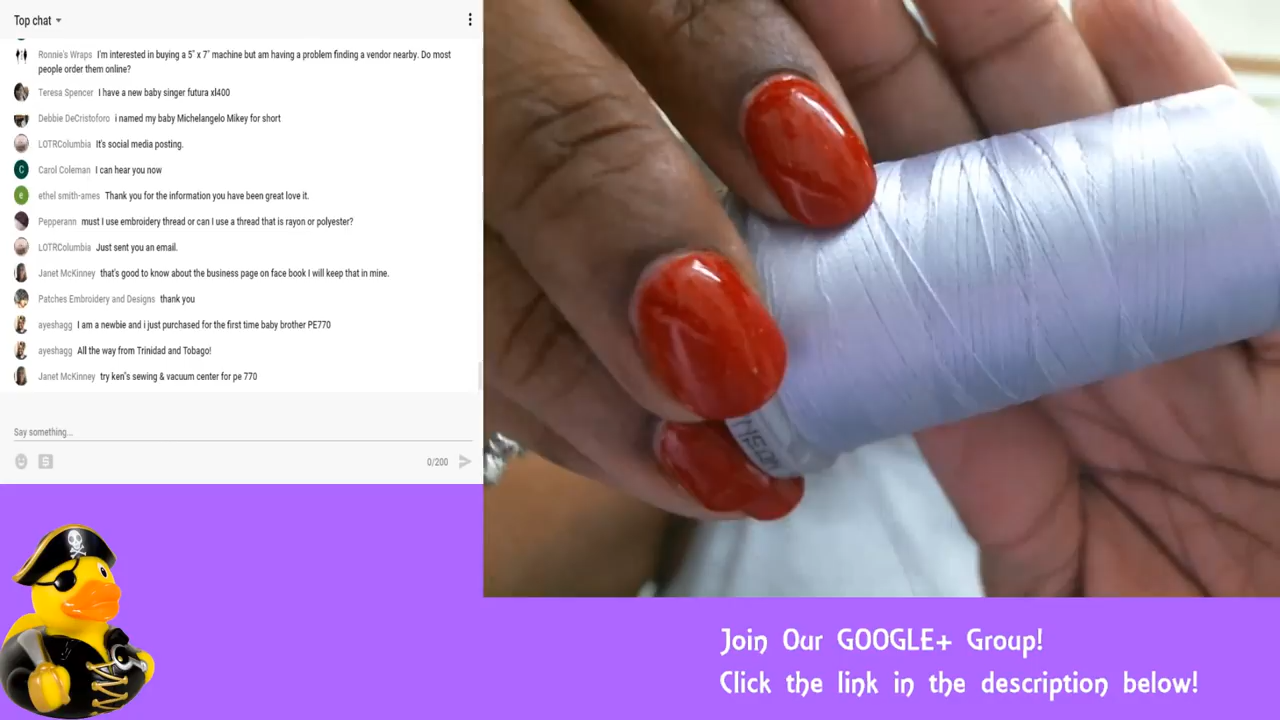 Top chat
Ronnie's Wraps I'm interested in buying a 5" x 7" machine but am having a problem finding a vendor nearby. Do most
people order them online?
Teresa Spencer I have a new baby singer futura xl400
Debbie DeCristoforo i named my baby Michelangelo Mikey for short
LOTRColumbia It's social media posting.
C
Carol Coleman I can hear you now
e
ethel smith-ames Thank you for the information you have been great love it.
Pepperann must I use embroidery thread or can I use a thread that is rayon or polyester?
LOTRColumbia Just sent you an email.
Janet McKinney that's good to know about the business page on face book I will keep that in mine.
Patches Embroidery and Designs thank you
ayeshagg I am a newbie and i just purchased for the first time baby brother PE770
ayeshagg All the way from Trinidad and Tobago!
Janet McKinney try ken's sewing & vacuum center for pe 770
Say something...
0/200
Join Our GOOGLE+ Group!
Click the link in the description below!